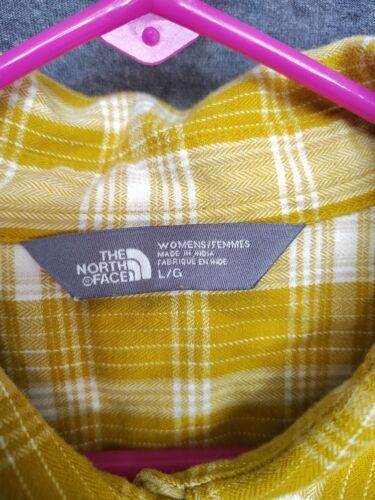 THE
NORTH
FACE
WOMENS/FEMMES
MADE IN INDIA
FABRIQUE EN INDE
L/G